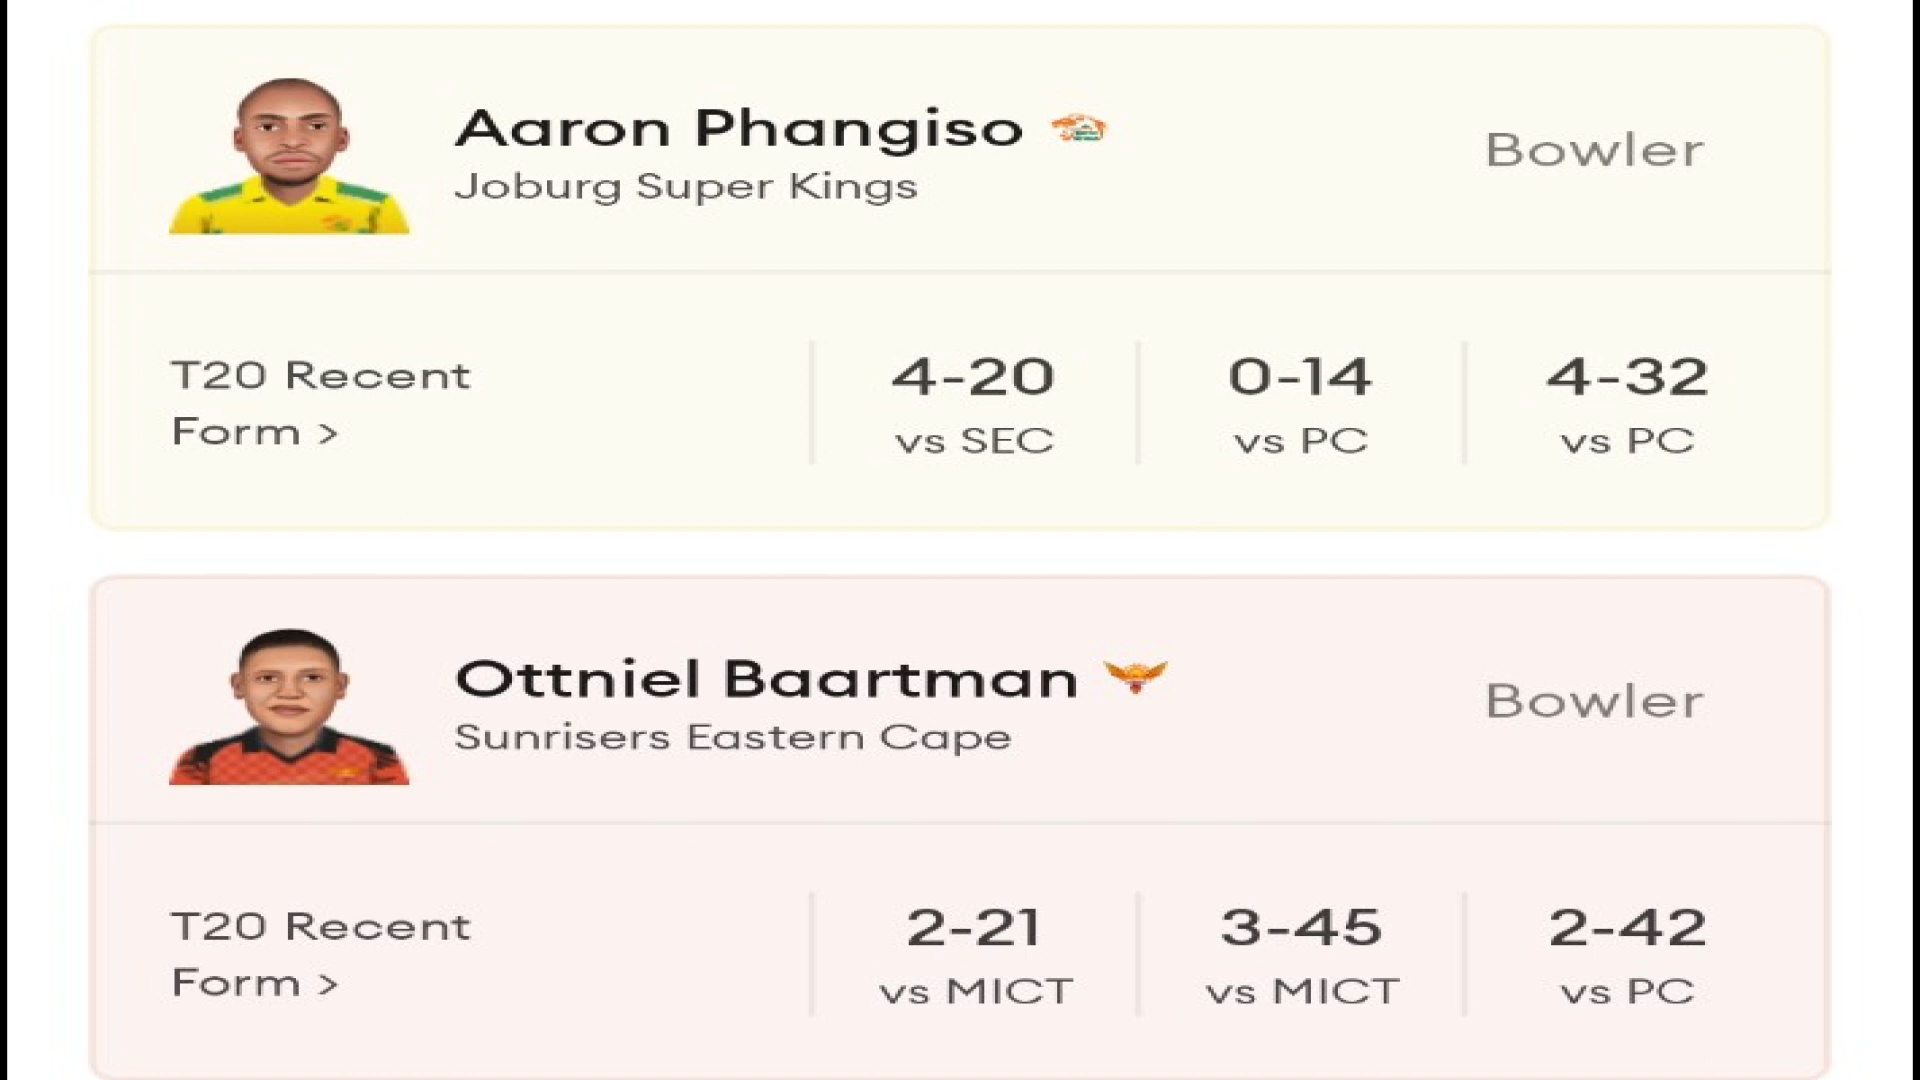 Aaron Phangiso
Joburg Super Kings
Bowler
T20 Recent
Form >
4-20
vs SEC
0-14
vs PC
4-32
vs PC
Ottniel Baartman
Sunrisers Eastern Cape
Bowler
T20 Recent
Form >
2-21
vs MICT
3-45
vs MICT
2-42
vs PC